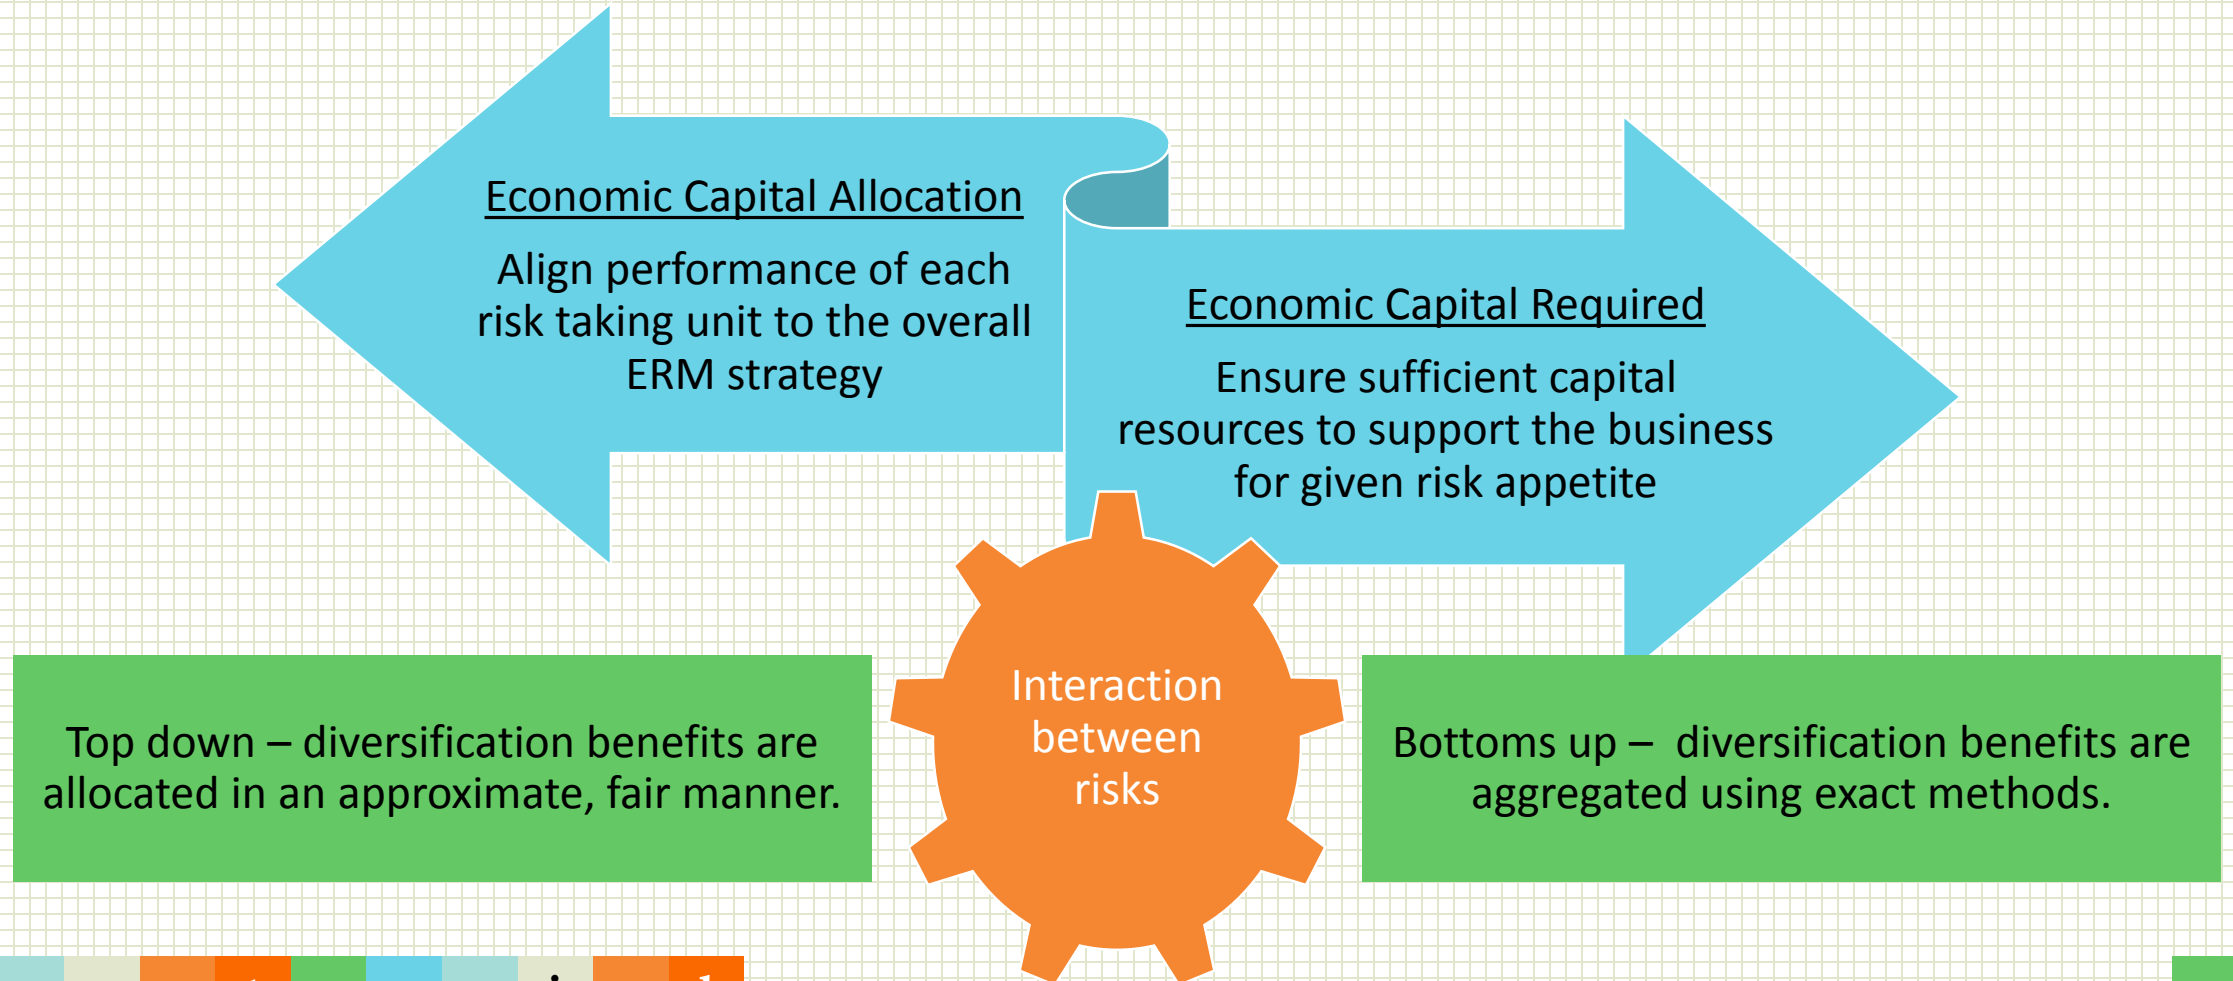 Economic Capital Allocation
Align performance of each
risk taking unit to the overall
ERM strategy
Economic Capital Required
Ensure sufficient capital
resources to support the business
for given risk appetite
Interaction
between
risks
Top down – diversification benefits are
allocated in an approximate, fair manner.
Bottoms up –  diversification benefits are
aggregated using exact methods.